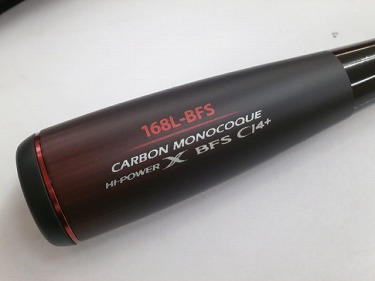 168L-BFS
CARBON MONOCOQUE
HI-POWER X BFS CI4+